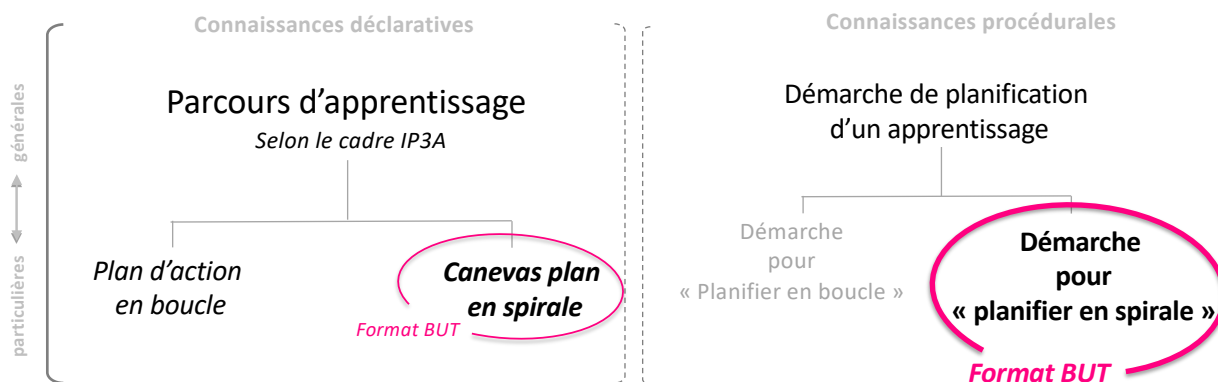 Connaissances déclaratives
Connaissances procédurales
particulières
générales
Parcours d’apprentissage
Selon le cadre IP3A
Plan d’action
en boucle
Canevas plan
en spirale
Format BUT
Démarche de planification
d’un apprentissage
Démarche
pour
« Planifier en boucle »
Démarche
pour
« planifier en spirale »
Format BUT